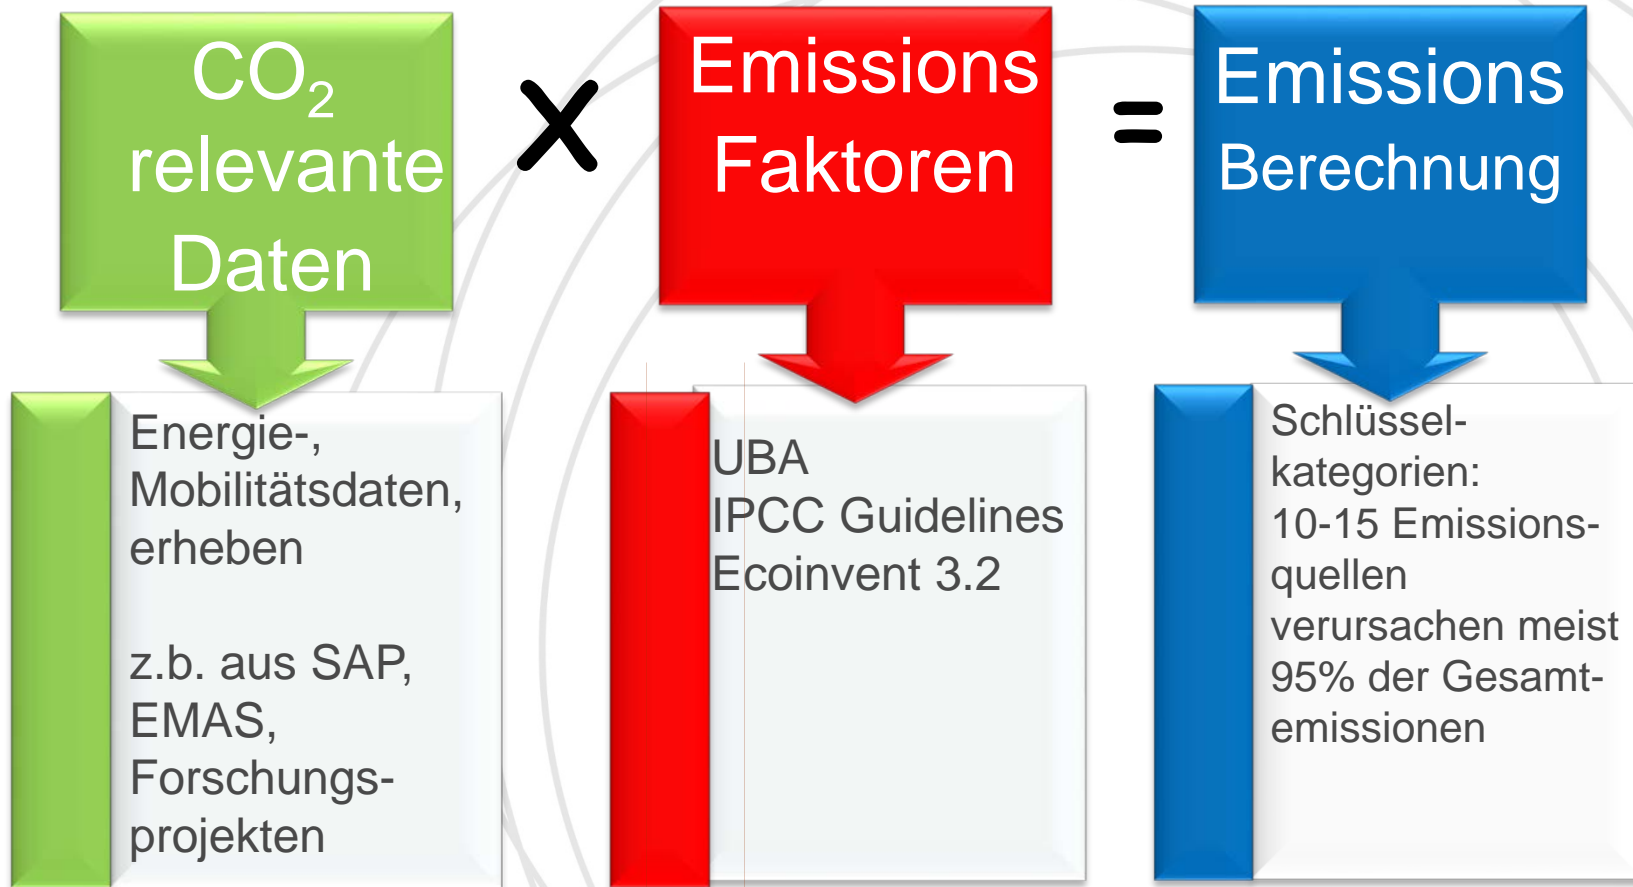 CO₂
relevante
Daten
x
Emissions
Faktoren
=
Emissions
Berechnung
Energie-,
Mobilitätsdaten,
erheben
z.b. aus SAP,
EMAS,
Forschungs-
projekten
UBA
IPCC Guidelines
Ecoinvent 3.2
Schlüssel-
kategorien:
10-15 Emissions-
quellen
verursachen meist
95% der Gesamt-
emissionen